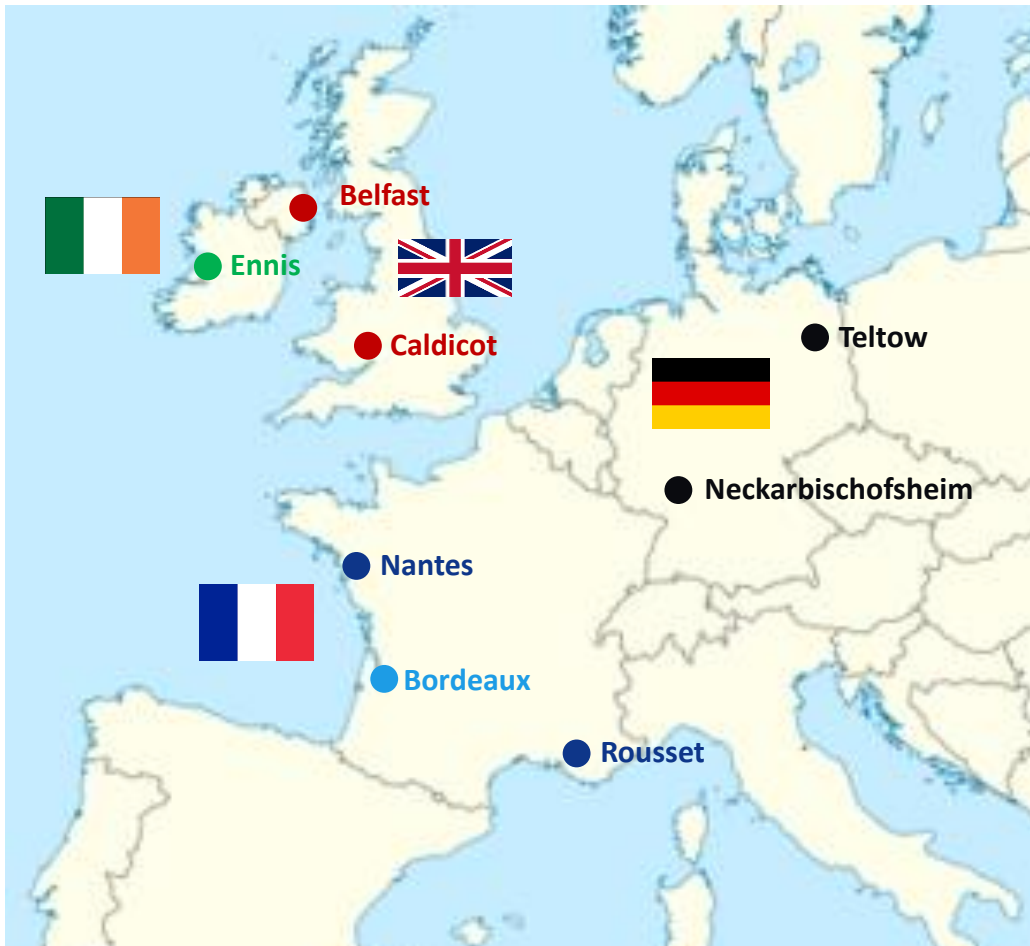 Belfast
Ennis
Caldicot
Teltow
Neckarbischofsheim
Nantes
Bordeaux
Rousset